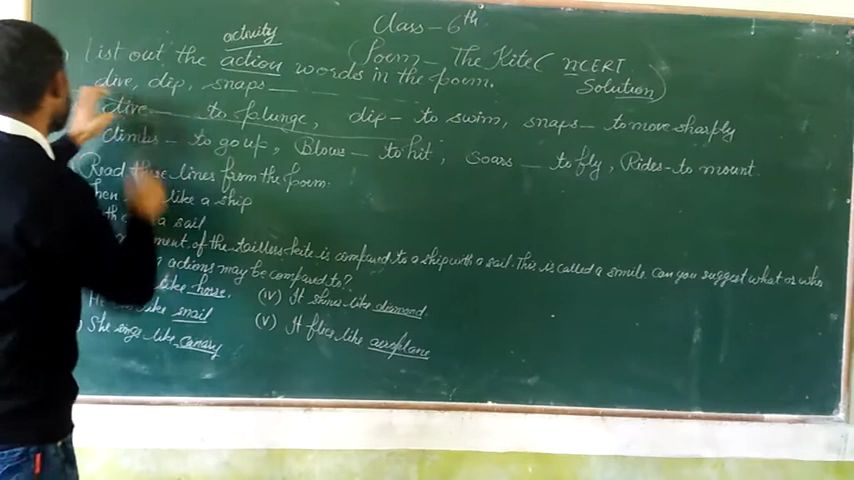 Class - 6th
activity
List out the action words in the poem. (Poem - The Kite ( NCERT Solution)
dive, dip, snaps
dive - to plunge, dip - to swim, snaps - to move sharply
Climbs - to go up, Blows - to hit, soars - to fly, Rides - to mount.
Read these lines from the poem.
like a ship
a sail
of the tailless kite is compared to a ship with a sail. This is called a smile can you suggest what or who
actions may be compared to?
like horse. (iv) It shines like diamond.
like snail
She sings like canary (v) It flies like aeroplane